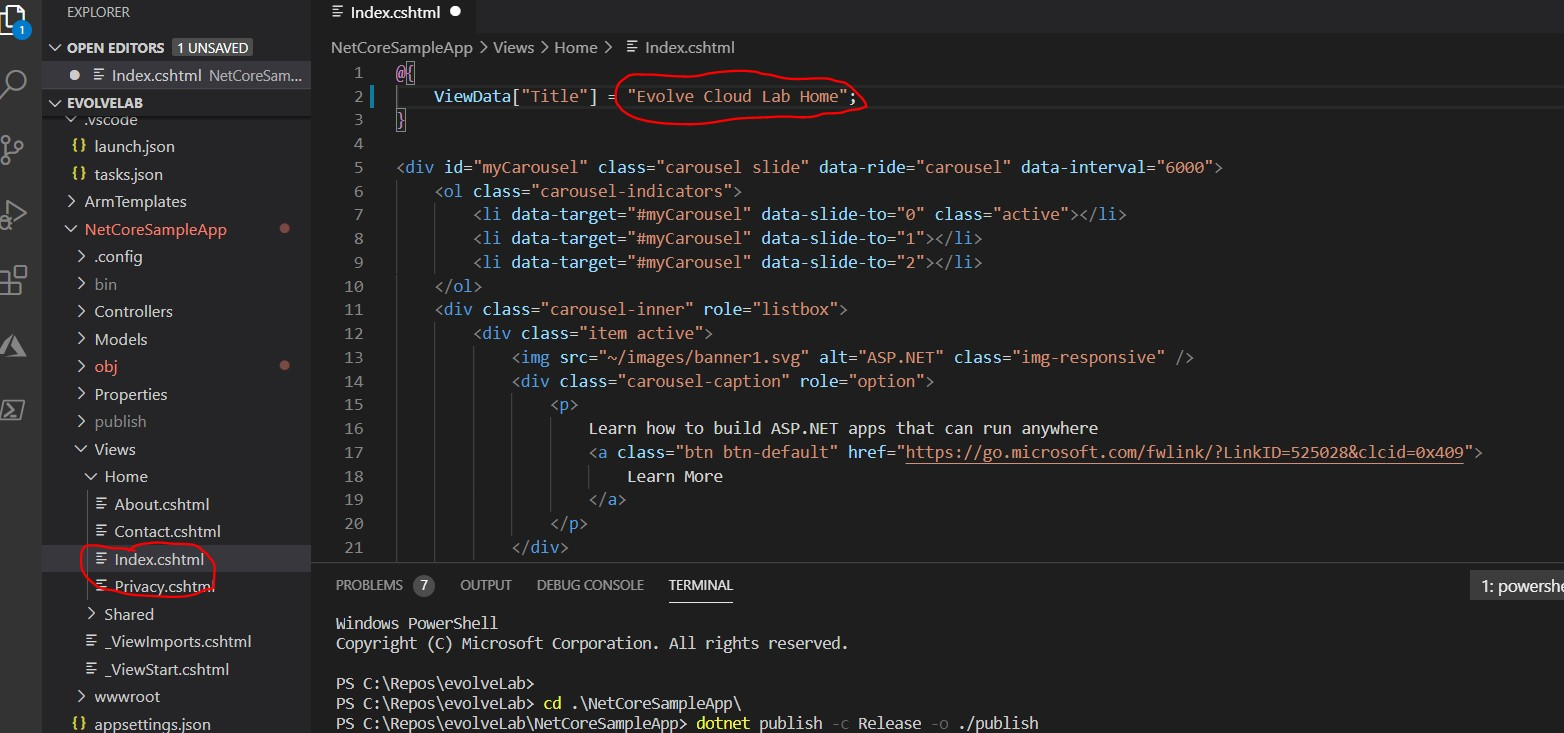 EXPLORER
OPEN EDITORS 1 UNSAVED
Index.cshtml NetCoreSam...
EVOLVELAB
.vscode
launch.json
tasks.json
ArmTemplates
NetCoreSampleApp
.config
bin
Controllers
Models
obj
Properties
publish
Views
Home
About.cshtml
Contact.cshtml
Index.cshtml
Privacy.cshtml
Shared
_ViewImports.cshtml
_ViewStart.cshtml
wwwroot
appsettings.json
1
Index.cshtml
NetCoreSampleApp > Views > Home > Index.cshtml
1 @{
2 ViewData["Title"] = "Evolve Cloud Lab Home";
3 }
4
5 <div id="myCarousel" class="carousel slide" data-ride="carousel" data-interval="6000">
6 <ol class="carousel-indicators">
7 <li data-target="#myCarousel" data-slide-to="0" class="active"></li>
8 <li data-target="#myCarousel" data-slide-to="1"></li>
9 <li data-target="#myCarousel" data-slide-to="2"></li>
10 </ol>
11 <div class="carousel-inner" role="listbox">
12 <div class="item active">
13 <img src="~/images/banner1.svg" alt="ASP.NET" class="img-responsive" />
14 <div class="carousel-caption" role="option">
15 <p>
16 Learn how to build ASP.NET apps that can run anywhere
17 <a class="btn btn-default" href="https://go.microsoft.com/fwlink/?LinkID=525028&clcid=0x409">
18 Learn More
19 </a>
20 </p>
21 </div>
PROBLEMS 7 OUTPUT DEBUG CONSOLE TERMINAL 1: powershe
Windows PowerShell
Copyright (C) Microsoft Corporation. All rights reserved.
PS C:\Repos\evolveLab>
PS C:\Repos\evolveLab> cd .\NetCoreSampleApp\
PS C:\Repos\evolveLab\NetCoreSampleApp> dotnet publish -c Release -o ./publish